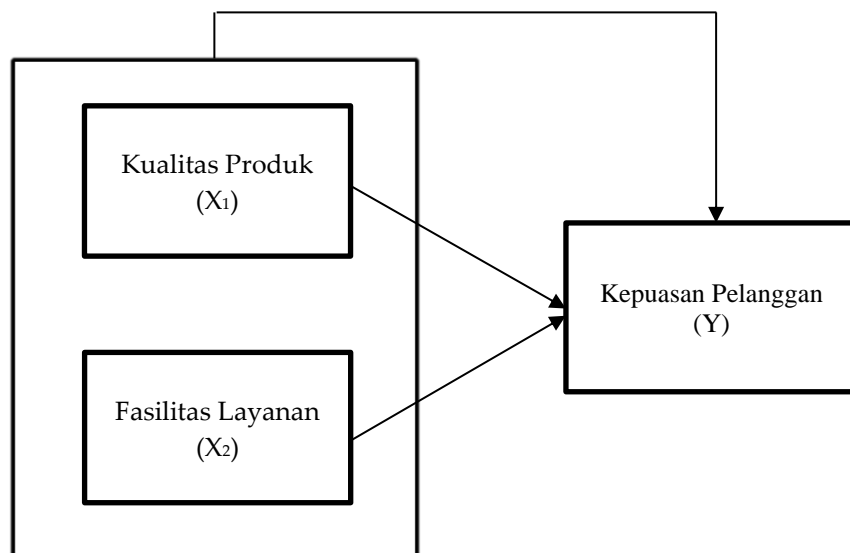 Kualitas Produk
(X₁)
Kepuasan Pelanggan
(Y)
Fasilitas Layanan
(X₂)